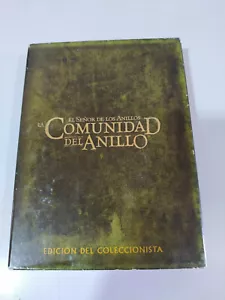 EL SEÑOR DE LOS ANILLOS
LA COMUNIDAD
DEL ANILLO
EDICIÓN DEL COLECCIONISTA